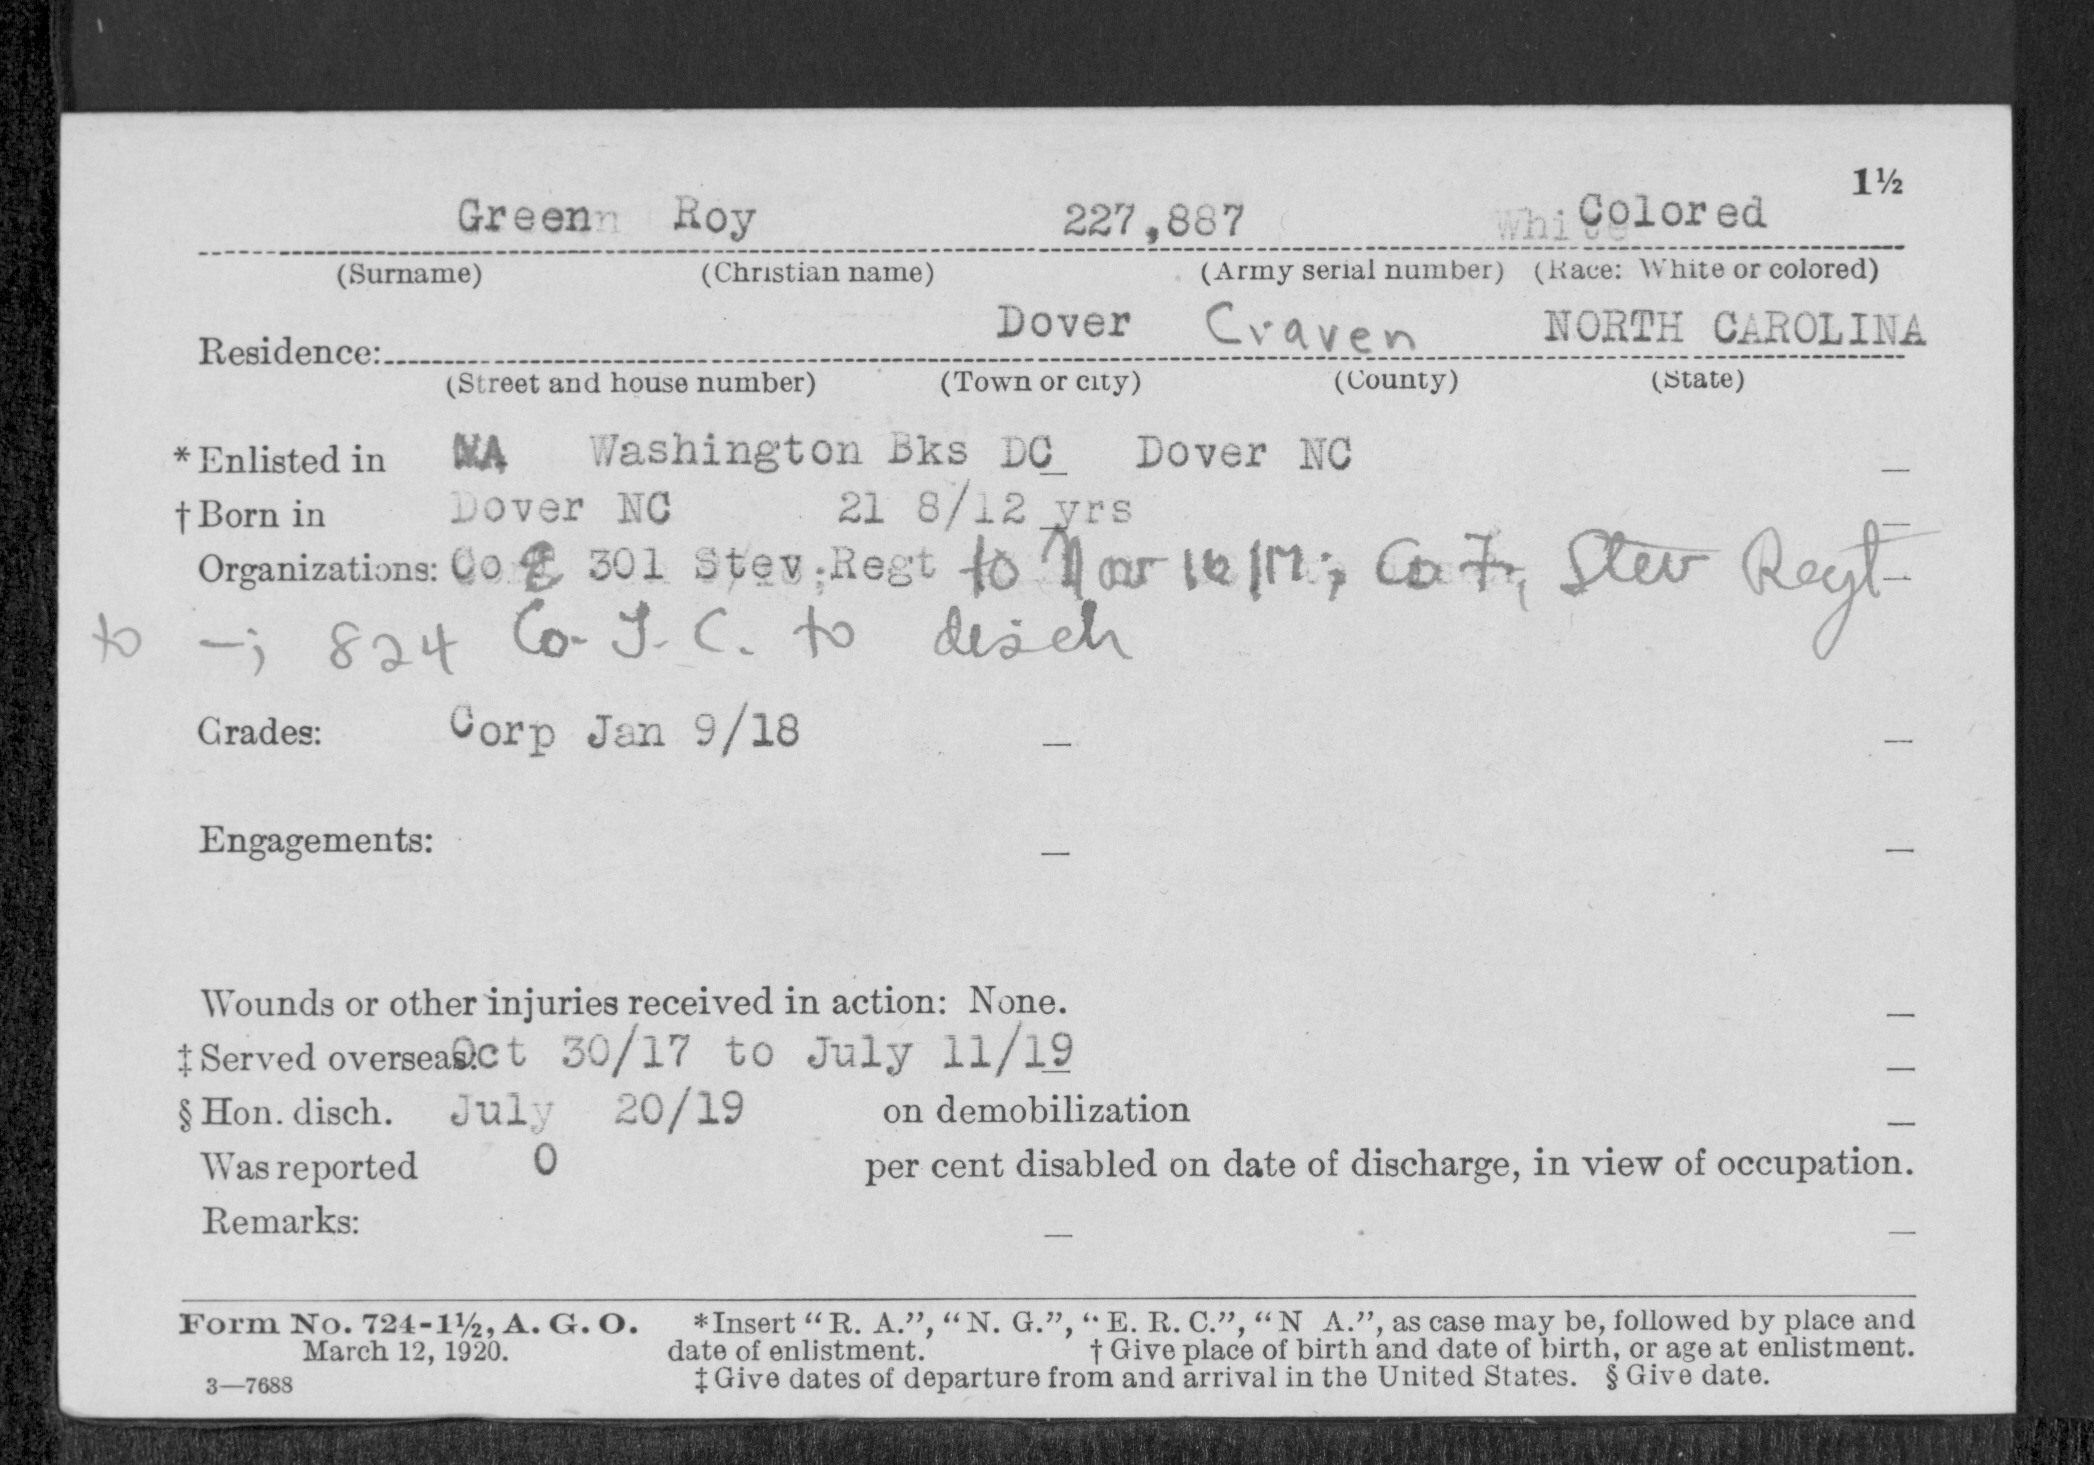 1½
Green Roy 227,887 Colored
(Surname) (Christian name) (Army serial number) (Race: White or colored)
Residence: Dover Craven NORTH CAROLINA
(Street and house number) (Town or city) (County) (State)
*Enlisted in NA Washington Bks DC Dover NC —
†Born in Dover NC 21 8/12 yrs —
Organizations: Co 301 Stev Regt to Nov 16/17; Co F, Stev Regt —
to —; 824 Co. T. C. to disch
Grades: Corp Jan 9/18 — —
Engagements: — —
Wounds or other injuries received in action: None. —
‡Served overseas: Oct 30/17 to July 11/19 —
§Hon. disch. July 20/19 on demobilization —
Was reported 0 per cent disabled on date of discharge, in view of occupation.
Remarks: — —
Form No. 724-1½, A. G. O. *Insert “R. A.”, “N. G.”, “E. R. C.”, “N A.”, as case may be, followed by place and
March 12, 1920. date of enlistment. †Give place of birth and date of birth, or age at enlistment.
3—7688 ‡Give dates of departure from and arrival in the United States. §Give date.